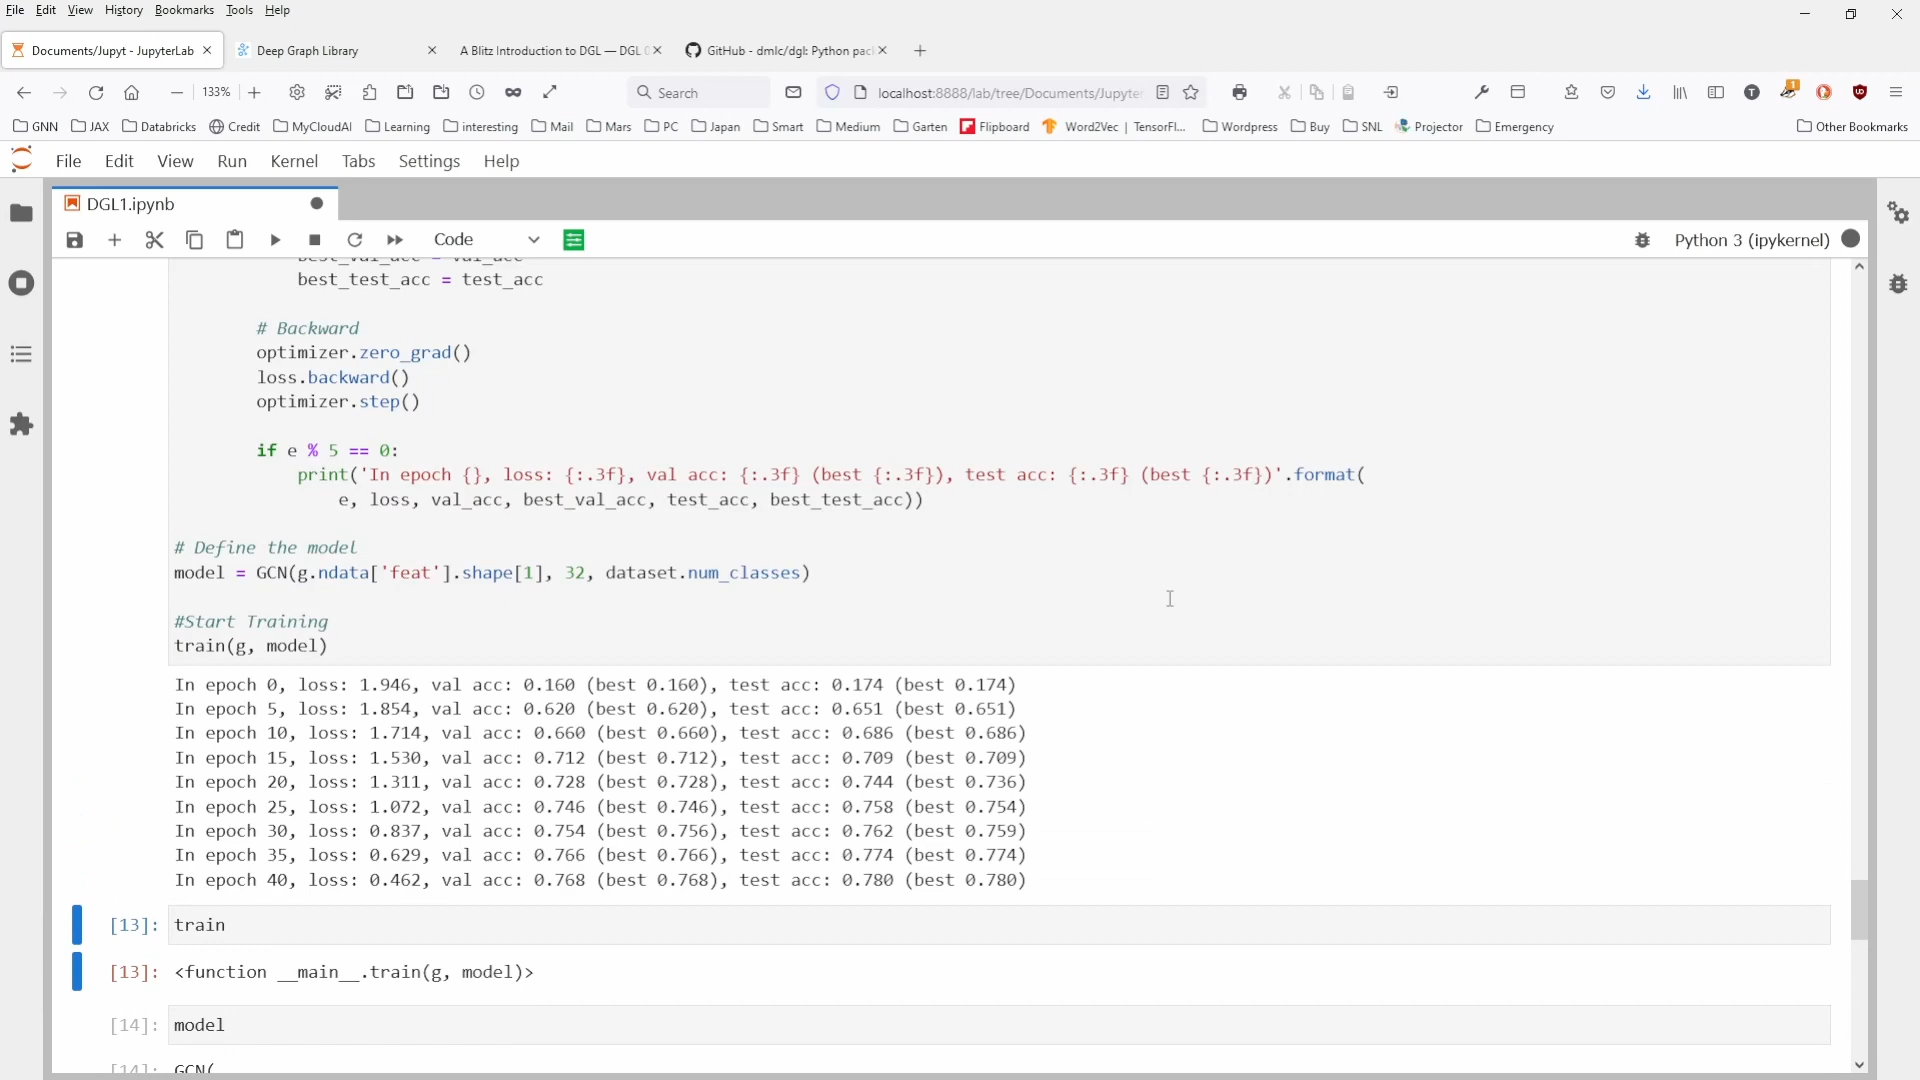 File Edit View History Bookmarks Tools Help
Documents/Jupyt - JupyterLab
Deep Graph Library
A Blitz Introduction to DGL — DGL
GitHub - dmlc/dgl: Python pac
133%
Search
localhost:8888/lab/tree/Documents/Jupyter
GNN JAX Databricks Credit MyCloudAI Learning interesting Mail Mars PC Japan Smart Medium Garten Flipboard Word2Vec | TensorFl... Wordpress Buy SNL Projector Emergency Other Bookmarks
File Edit View Run Kernel Tabs Settings Help
DGL1.ipynb
Code
Python 3 (ipykernel)
best_val_acc = val_acc
best_test_acc = test_acc
# Backward
optimizer.zero_grad()
loss.backward()
optimizer.step()
if e % 5 == 0:
print('In epoch {}, loss: {:.3f}, val acc: {:.3f} (best {:.3f}), test acc: {:.3f} (best {:.3f})'.format(
e, loss, val_acc, best_val_acc, test_acc, best_test_acc))
# Define the model
model = GCN(g.ndata['feat'].shape[1], 32, dataset.num_classes)
#Start Training
train(g, model)
In epoch 0, loss: 1.946, val acc: 0.160 (best 0.160), test acc: 0.174 (best 0.174)
In epoch 5, loss: 1.854, val acc: 0.620 (best 0.620), test acc: 0.651 (best 0.651)
In epoch 10, loss: 1.714, val acc: 0.660 (best 0.660), test acc: 0.686 (best 0.686)
In epoch 15, loss: 1.530, val acc: 0.712 (best 0.712), test acc: 0.709 (best 0.709)
In epoch 20, loss: 1.311, val acc: 0.728 (best 0.728), test acc: 0.744 (best 0.736)
In epoch 25, loss: 1.072, val acc: 0.746 (best 0.746), test acc: 0.758 (best 0.754)
In epoch 30, loss: 0.837, val acc: 0.754 (best 0.756), test acc: 0.762 (best 0.759)
In epoch 35, loss: 0.629, val acc: 0.766 (best 0.766), test acc: 0.774 (best 0.774)
In epoch 40, loss: 0.462, val acc: 0.768 (best 0.768), test acc: 0.780 (best 0.780)
[13]: train
[13]: <function __main__.train(g, model)>
[14]: model
[14]: GCN(